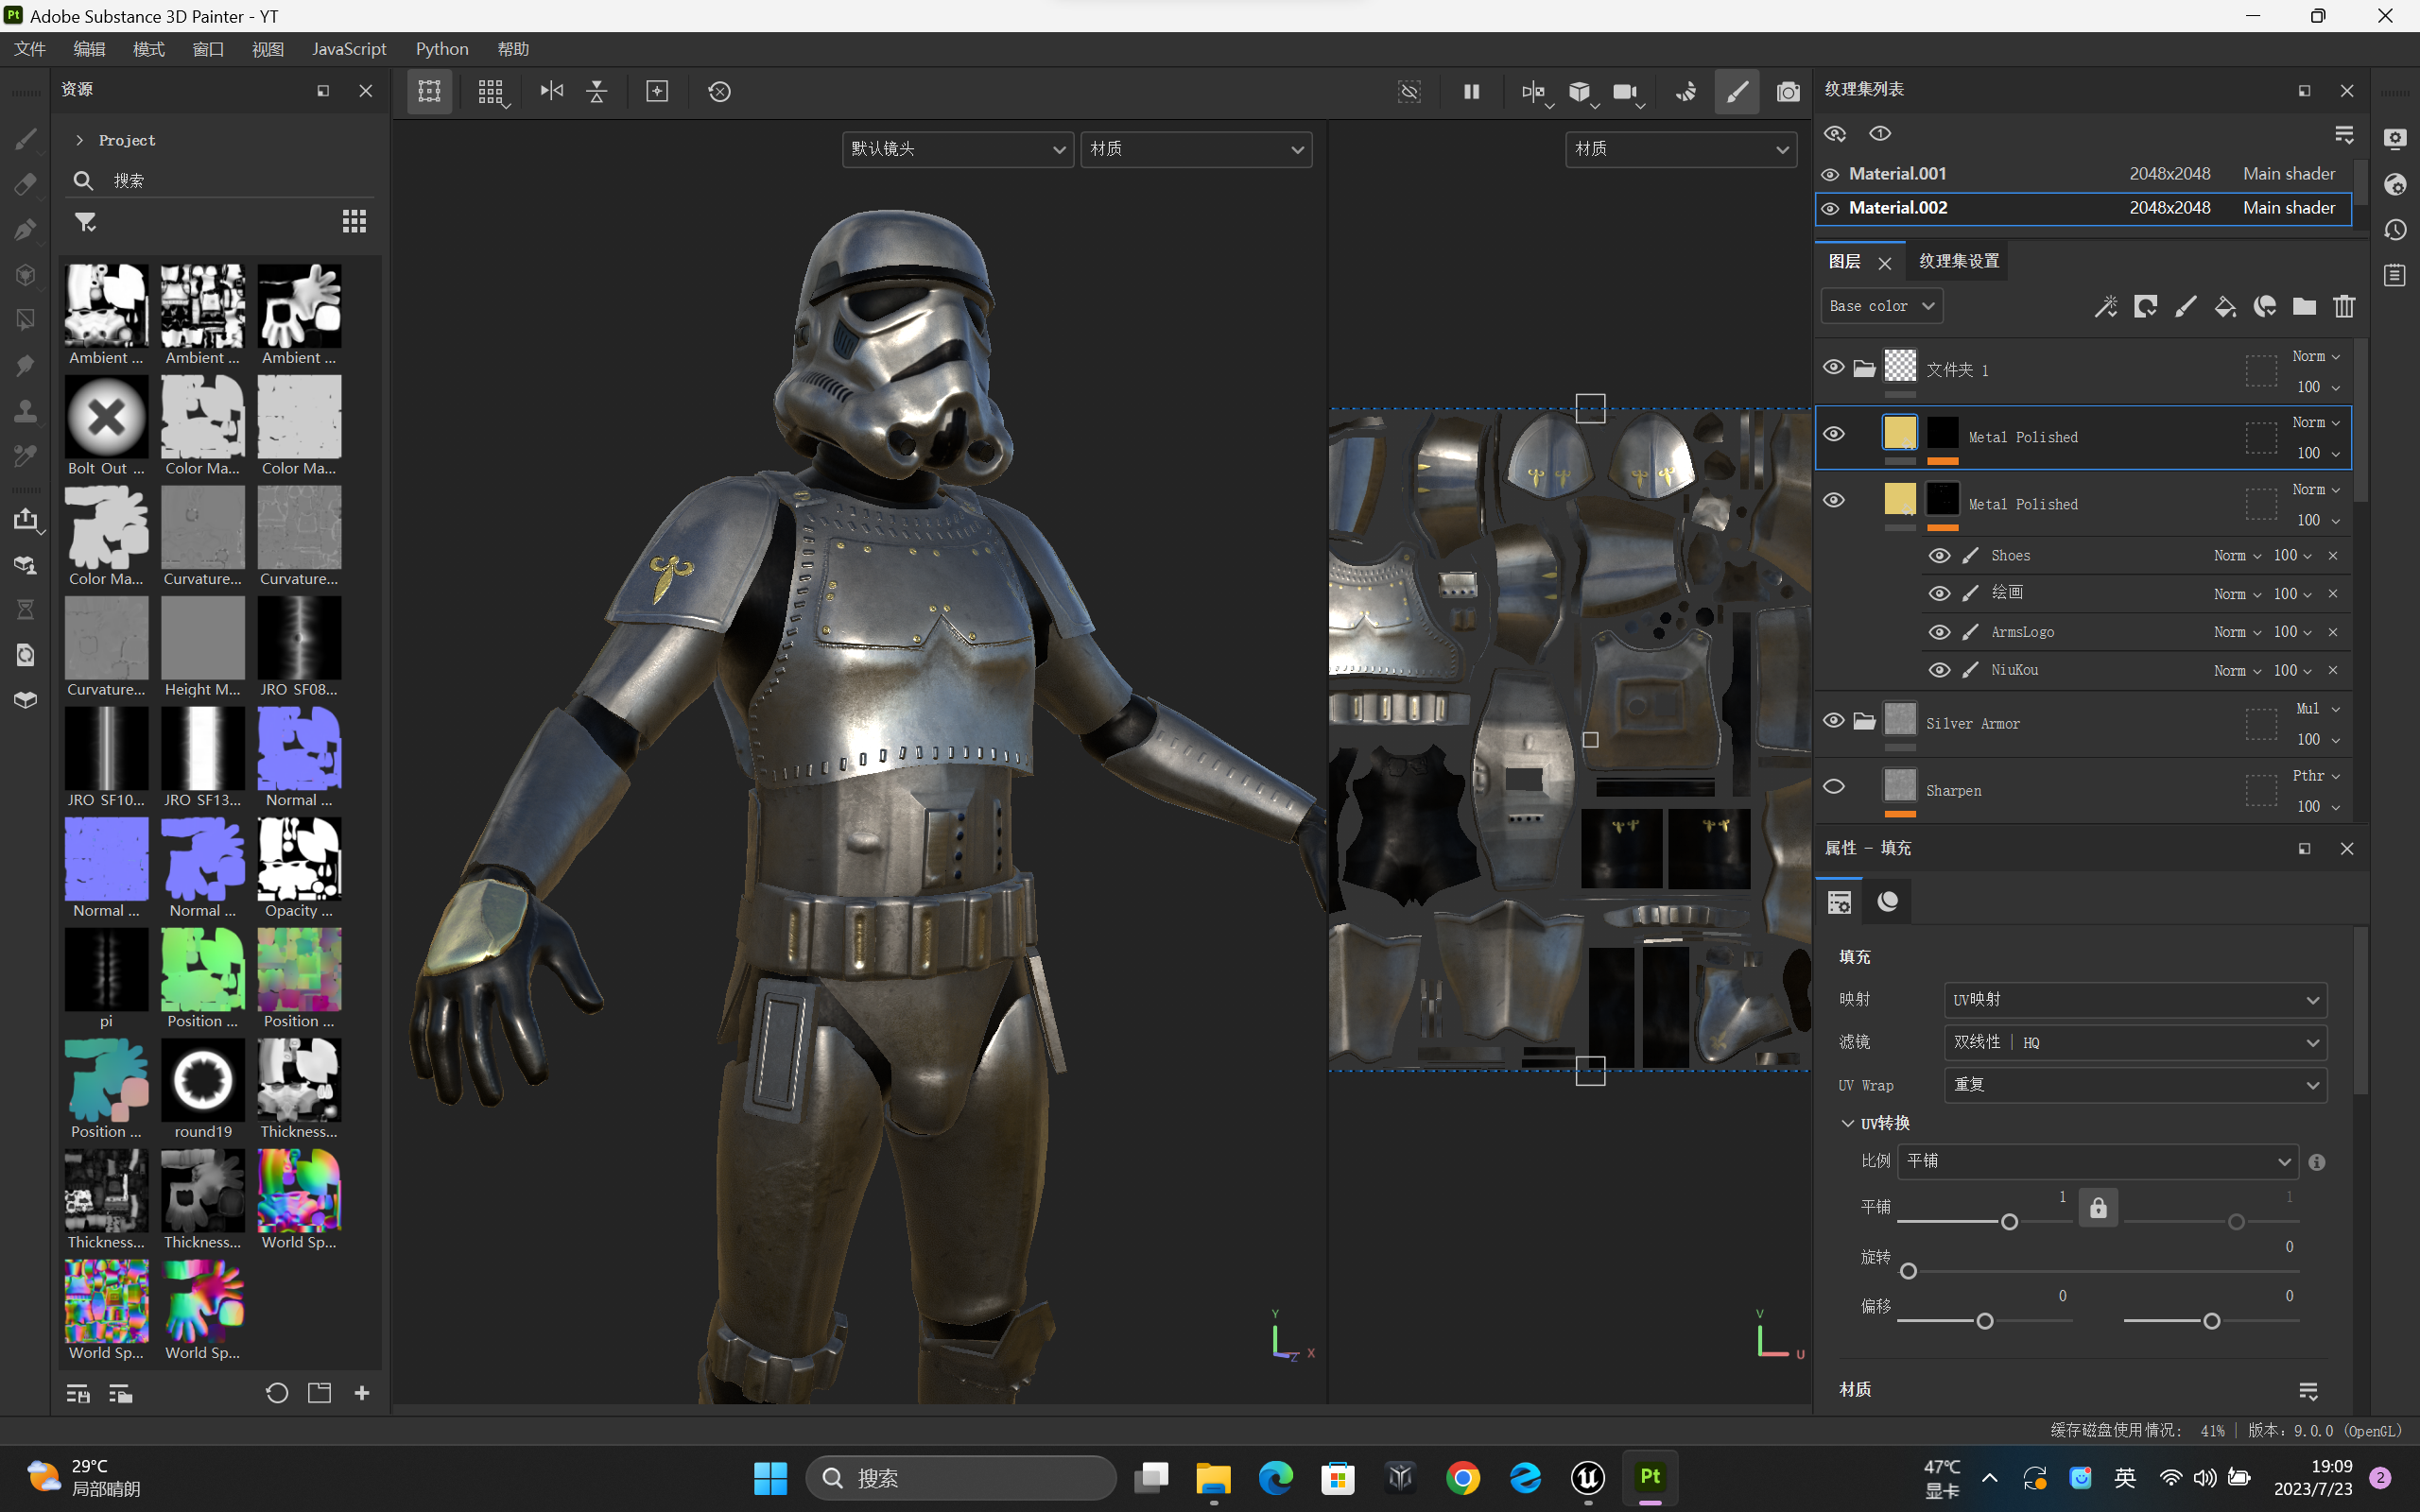 Pt Adobe Substance 3D Painter - YT
文件 编辑 模式 窗口 视图 JavaScript Python 帮助
资源
Project
搜索
Ambient ... Ambient ... Ambient ...
Bolt Out ... Color Ma... Color Ma...
Color Ma... Curvature... Curvature...
Curvature... Height M... JRO SF08...
JRO SF10... JRO SF13... Normal ...
Normal ... Normal ... Opacity ...
pi Position ... Position ...
Position ... round19 Thickness...
Thickness... Thickness... World Sp...
World Sp... World Sp...
默认镜头 材质 材质
Y
Z X
V
U
纹理集列表
Material.001 2048x2048 Main shader
Material.002 2048x2048 Main shader
图层 纹理集设置
Base color
文件夹 1 Norm
100
Metal Polished Norm
100
Metal Polished Norm
100
Shoes Norm 100
绘画 Norm 100
ArmsLogo Norm 100
NiuKou Norm 100
Silver Armor Mul
100
Sharpen Pthr
100
属性 - 填充
填充
映射 UV映射
滤镜 双线性 | HQ
UV Wrap 重复
UV转换
比例 平铺
平铺 1 1
旋转 0
偏移 0 0
材质
缓存磁盘使用情况: 41% | 版本: 9.0.0 (OpenGL)
29°C
局部晴朗
搜索
Pt
47℃
显卡
英
19:09
2023/7/23
2